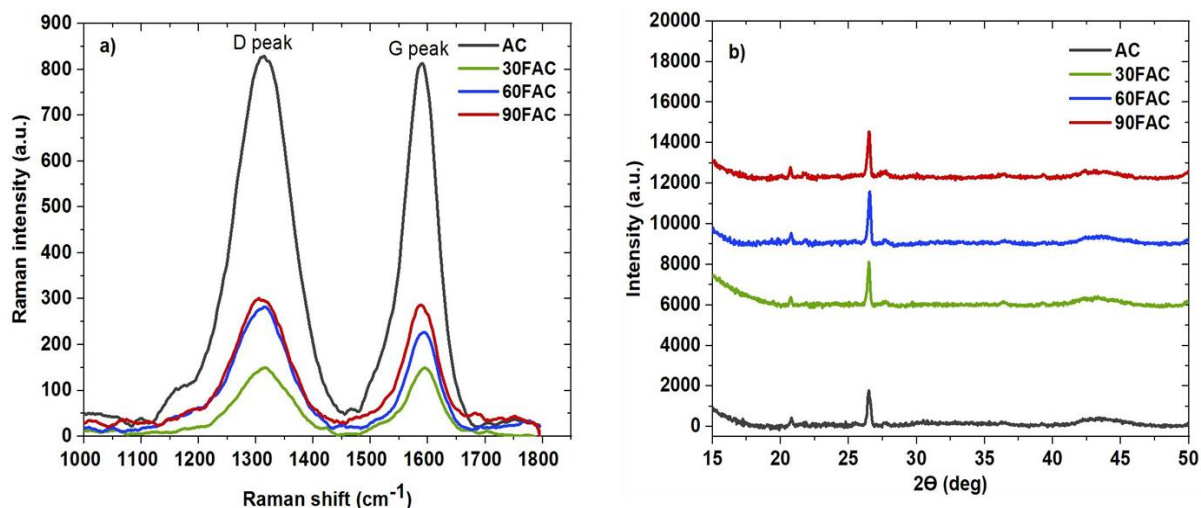 a)
D peak
G peak
AC
30FAC
60FAC
90FAC
900
800
700
600
500
400
300
200
100
0
Raman intensity (a.u.)
1000 1100 1200 1300 1400 1500 1600 1700 1800
Raman shift (cm-1)
b)
AC
30FAC
60FAC
90FAC
20000
18000
16000
14000
12000
10000
8000
6000
4000
2000
0
Intensity (a.u.)
15 20 25 30 35 40 45 50
2Θ (deg)